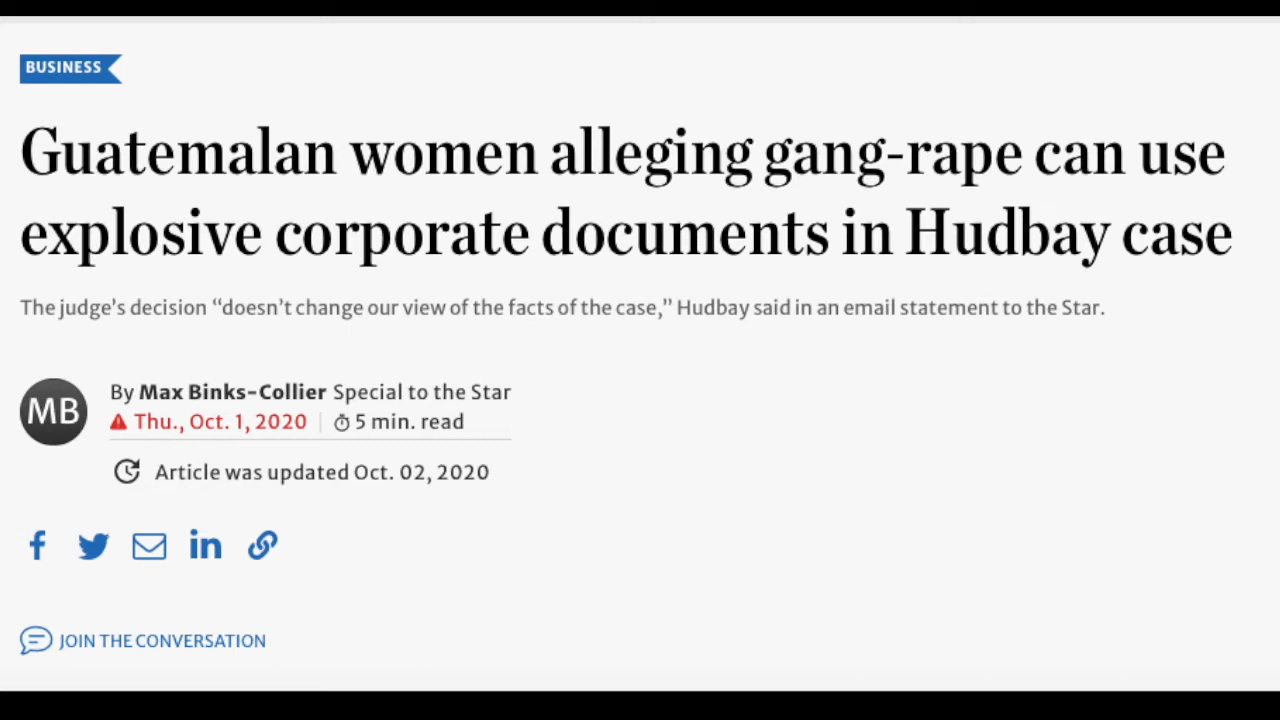 BUSINESS
Guatemalan women alleging gang-rape can use
explosive corporate documents in Hudbay case
The judge's decision “doesn't change our view of the facts of the case,” Hudbay said in an email statement to the Star.
MB
By Max Binks-Collier Special to the Star
Thu., Oct. 1, 2020 5 min. read
Article was updated Oct. 02, 2020
JOIN THE CONVERSATION